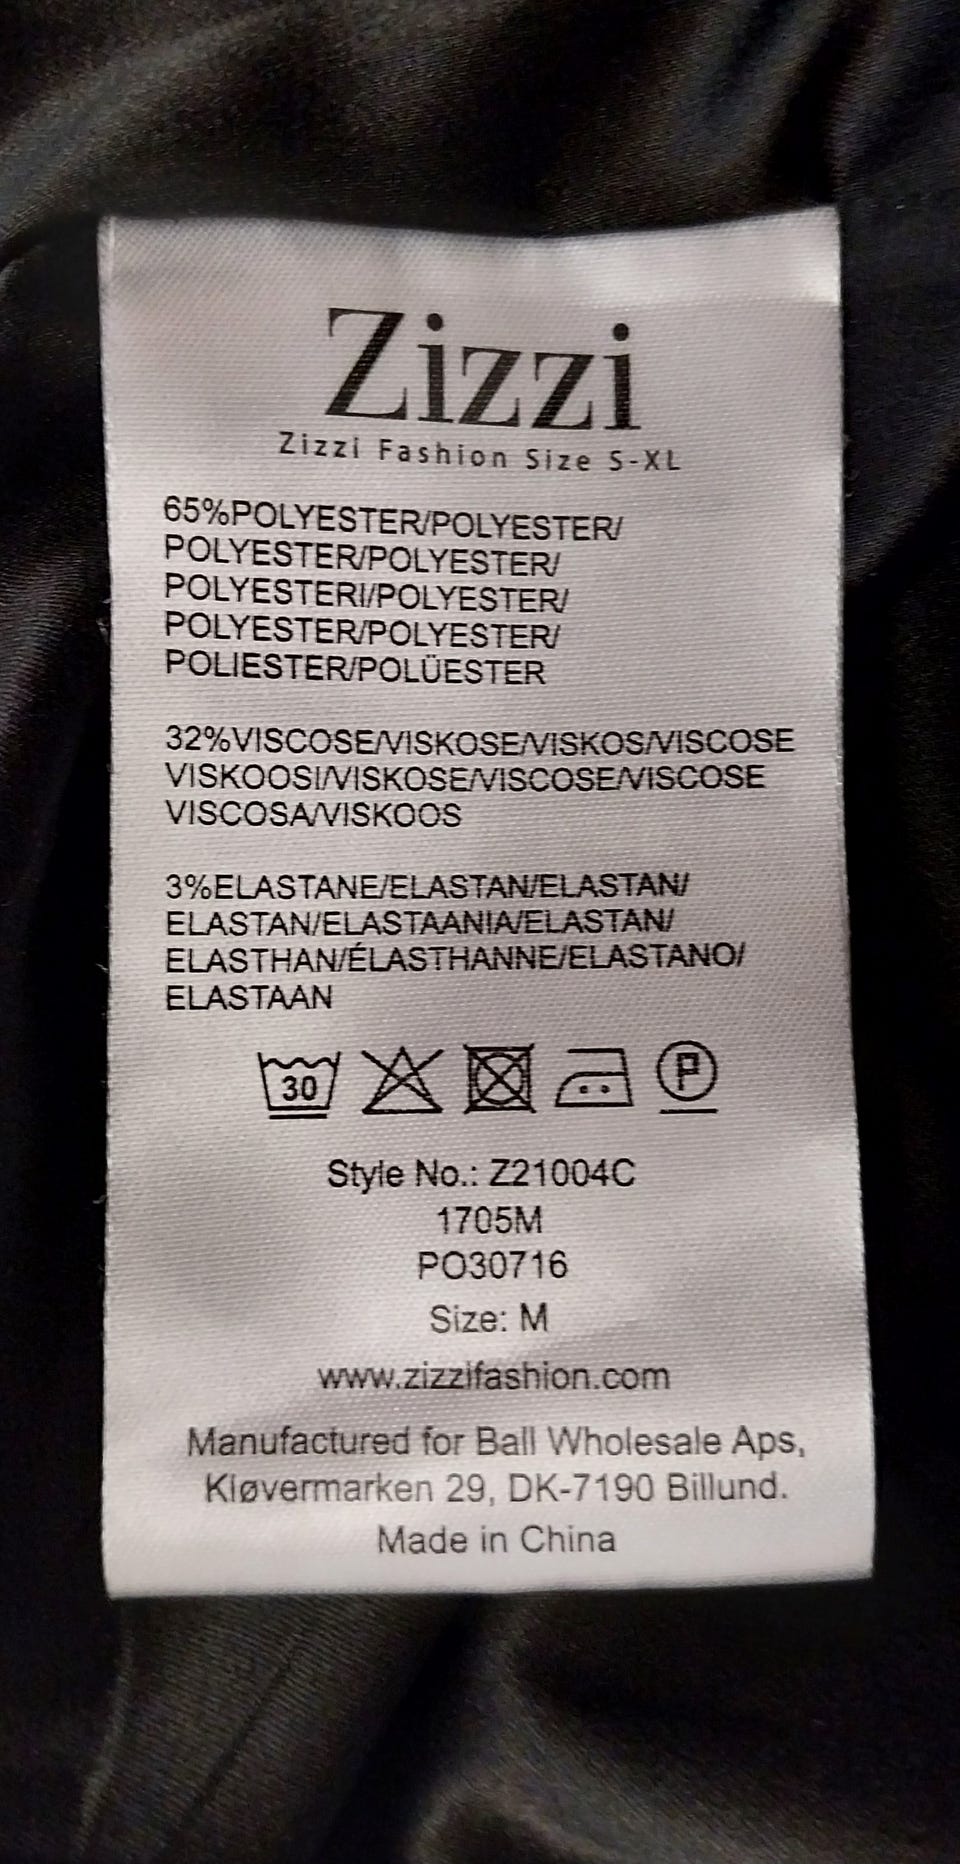 Zizzi
Zizzi Fashion Size S-XL
65%POLYESTER/POLYESTER/
POLYESTER/POLYESTER/
POLYESTERI/POLYESTER/
POLYESTER/POLYESTER/
POLIESTER/POLÜESTER
32%VISCOSE/VISKOSE/VISKOS/VISCOSE
VISKOOSI/VISKOSE/VISCOSE/VISCOSE
VISCOSA/VISKOOS
3%ELASTANE/ELASTAN/ELASTAN/
ELASTAN/ELASTAANIA/ELASTAN/
ELASTHAN/ÉLASTHANNE/ELASTANO/
ELASTAAN
30 P
Style No.: Z21004C
1705M
PO30716
Size: M
www.zizzifashion.com
Manufactured for Ball Wholesale Aps,
Kløvermarken 29, DK-7190 Billund.
Made in China